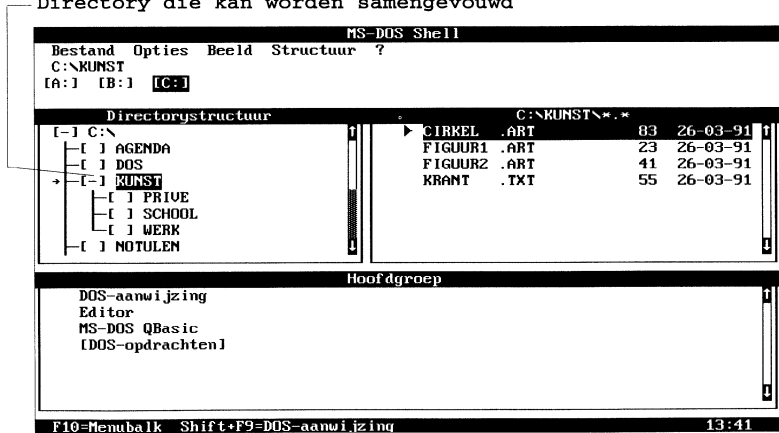 Directory die kan worden samengevouwd
MS-DOS Shell
Bestand Opties Beeld Structuur ?
C:\KUNST
[A:] [B:] [C:]
Directorystructuur
[-] C:\
[ ] AGENDA
[ ] DOS
[-] KUNST
[ ] PRIVE
[ ] SCHOOL
[ ] WERK
[ ] NOTULEN
C:\KUNST\*.*
CIRKEL .ART 83 26-03-91
FIGUUR1 .ART 23 26-03-91
FIGUUR2 .ART 41 26-03-91
KRANT .TXT 55 26-03-91
Hoofdgroep
DOS-aanwijzing
Editor
MS-DOS QBasic
[DOS-opdrachten]
F10=Menubalk Shift+F9=DOS-aanwijzing 13:41